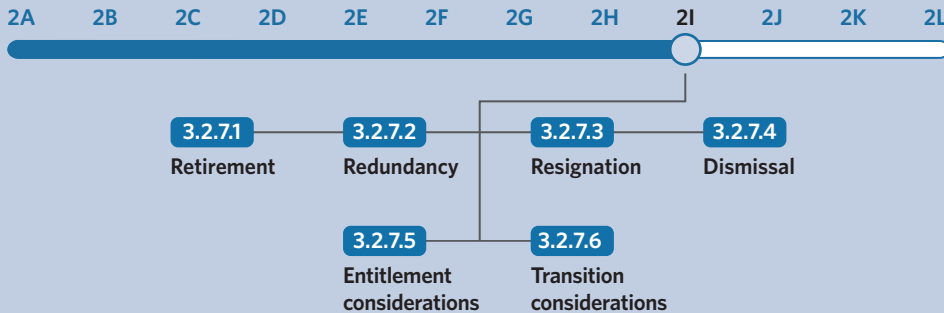 2A 2B 2C 2D 2E 2F 2G 2H 2I 2J 2K 2L
3.2.7.1 3.2.7.2 3.2.7.3 3.2.7.4
Retirement Redundancy Resignation Dismissal
3.2.7.5 3.2.7.6
Entitlement Transition
considerations considerations